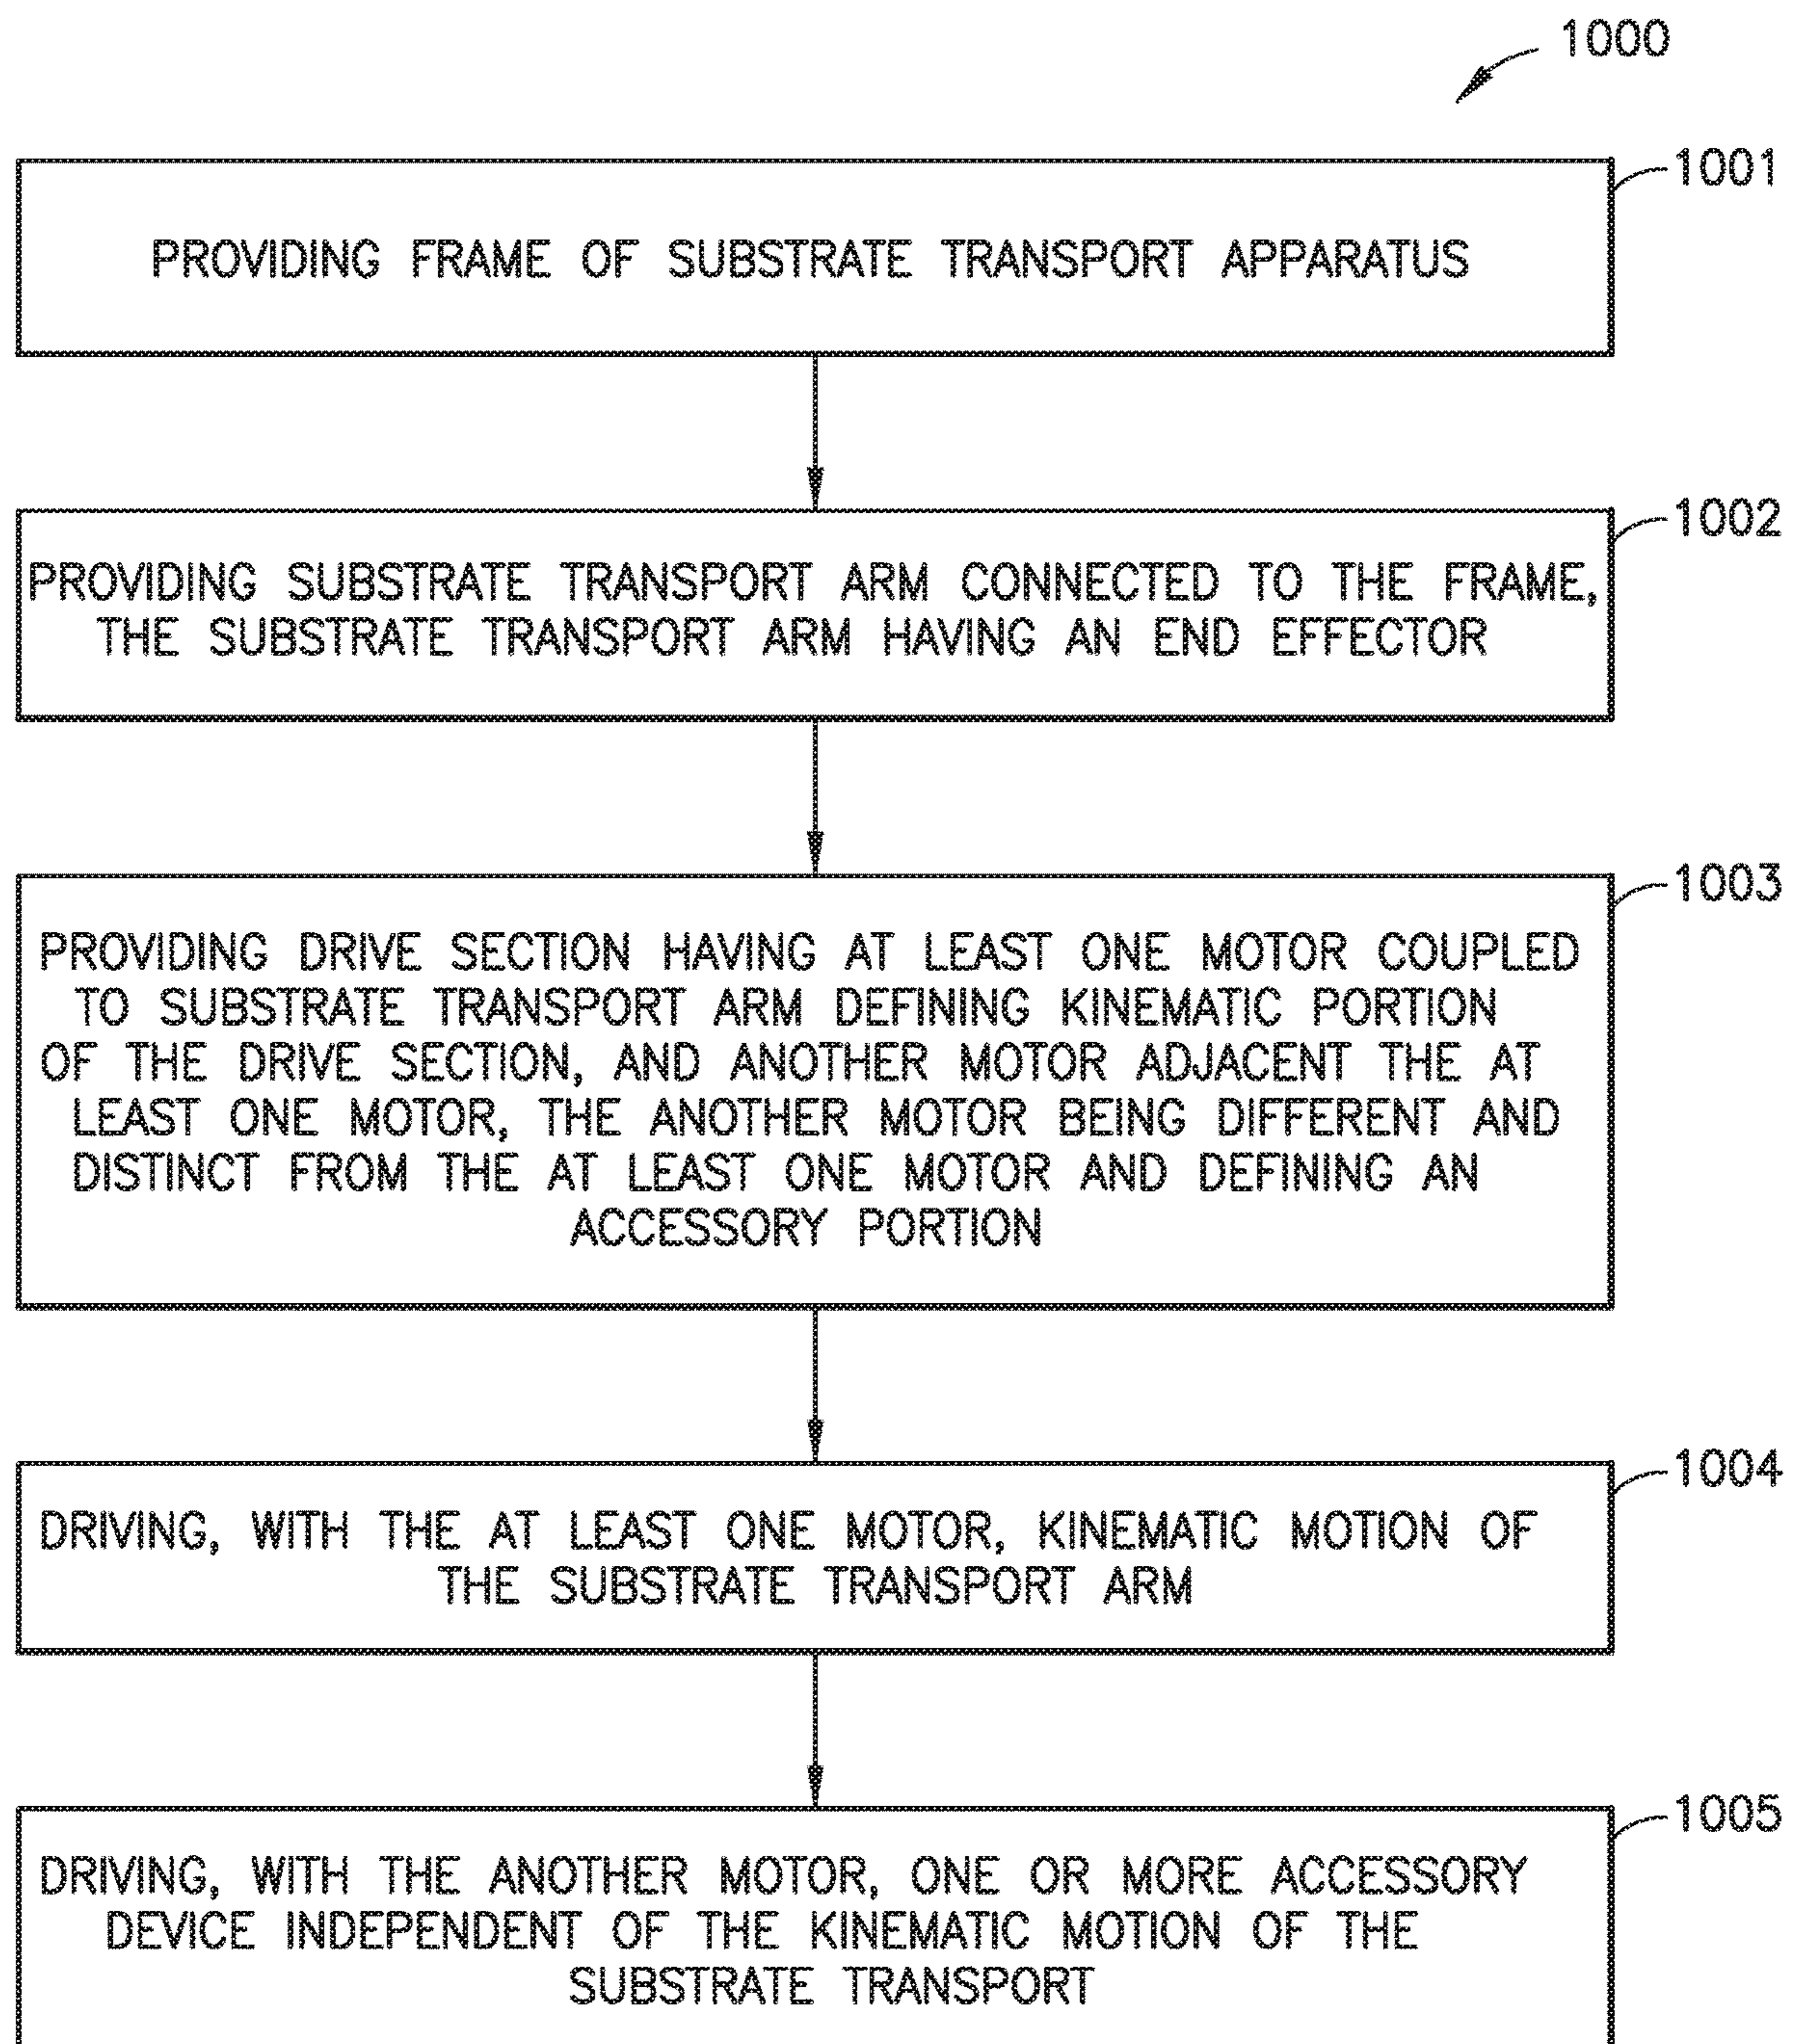 1000
1001
PROVIDING FRAME OF SUBSTRATE TRANSPORT APPARATUS
1002
PROVIDING SUBSTRATE TRANSPORT ARM CONNECTED TO THE FRAME,
THE SUBSTRATE TRANSPORT ARM HAVING AN END EFFECTOR
1003
PROVIDING DRIVE SECTION HAVING AT LEAST ONE MOTOR COUPLED
TO SUBSTRATE TRANSPORT ARM DEFINING KINEMATIC PORTION
OF THE DRIVE SECTION, AND ANOTHER MOTOR ADJACENT THE AT
LEAST ONE MOTOR, THE ANOTHER MOTOR BEING DIFFERENT AND
DISTINCT FROM THE AT LEAST ONE MOTOR AND DEFINING AN
ACCESSORY PORTION
1004
DRIVING, WITH THE AT LEAST ONE MOTOR, KINEMATIC MOTION OF
THE SUBSTRATE TRANSPORT ARM
1005
DRIVING, WITH THE ANOTHER MOTOR, ONE OR MORE ACCESSORY
DEVICE INDEPENDENT OF THE KINEMATIC MOTION OF THE
SUBSTRATE TRANSPORT